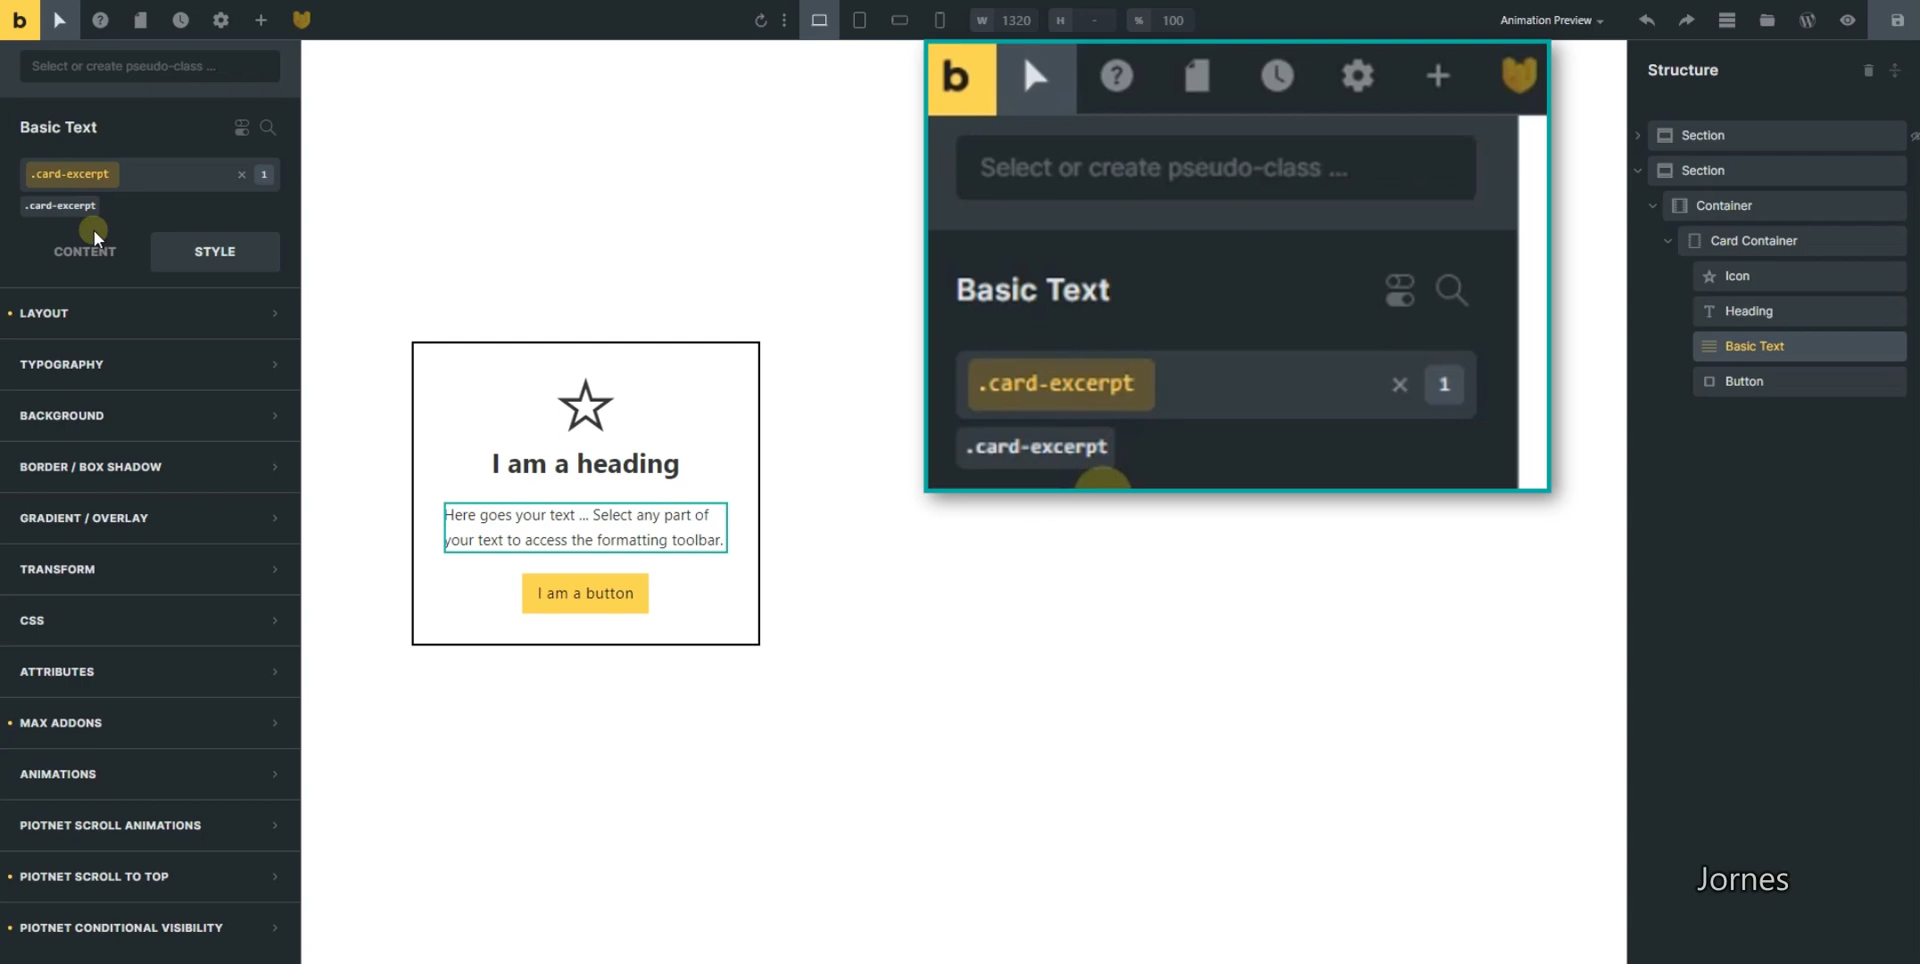 b
W 1320 H - % 100
Animation Preview
Select or create pseudo-class ...
Basic Text
.card-excerpt × 1
.card-excerpt
CONTENT
STYLE
LAYOUT
TYPOGRAPHY
BACKGROUND
BORDER / BOX SHADOW
GRADIENT / OVERLAY
TRANSFORM
CSS
ATTRIBUTES
MAX ADDONS
ANIMATIONS
PIOTNET SCROLL ANIMATIONS
PIOTNET SCROLL TO TOP
PIOTNET CONDITIONAL VISIBILITY
I am a heading
Here goes your text ... Select any part of
your text to access the formatting toolbar.
I am a button
b
Select or create pseudo-class ...
Basic Text
.card-excerpt × 1
.card-excerpt
Structure
Section
Section
Container
Card Container
Icon
Heading
Basic Text
Button
Jornes